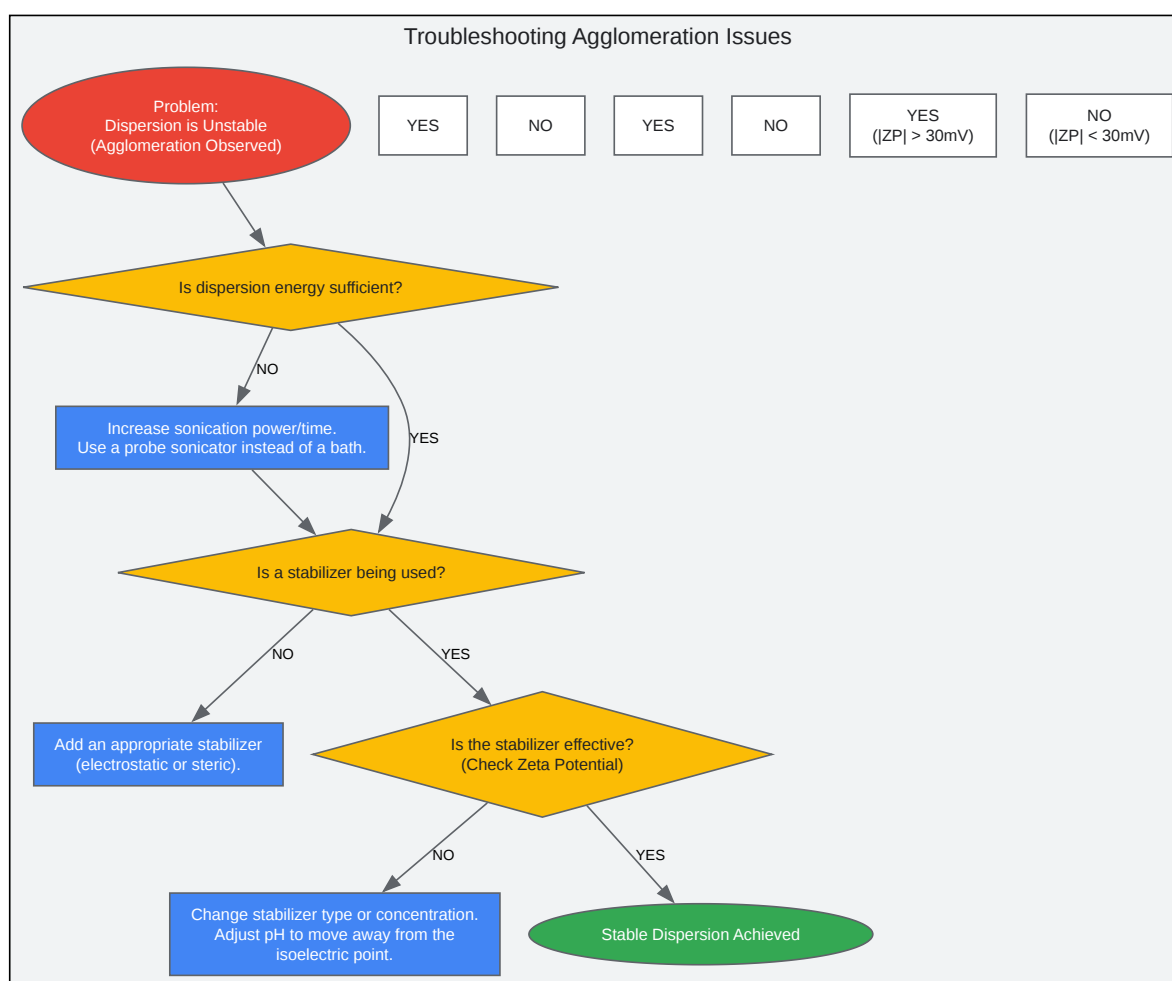 Troubleshooting Agglomeration Issues
Problem:
Dispersion is Unstable
(Agglomeration Observed)
YES
NO
YES
NO
YES
(|ZP| > 30mV)
NO
(|ZP| < 30mV)
Is dispersion energy sufficient?
NO
Increase sonication power/time.
Use a probe sonicator instead of a bath.
YES
Is a stabilizer being used?
NO
YES
Add an appropriate stabilizer
(electrostatic or steric).
Is the stabilizer effective?
(Check Zeta Potential)
NO
YES
Change stabilizer type or concentration.
Adjust pH to move away from the
isoelectric point.
Stable Dispersion Achieved